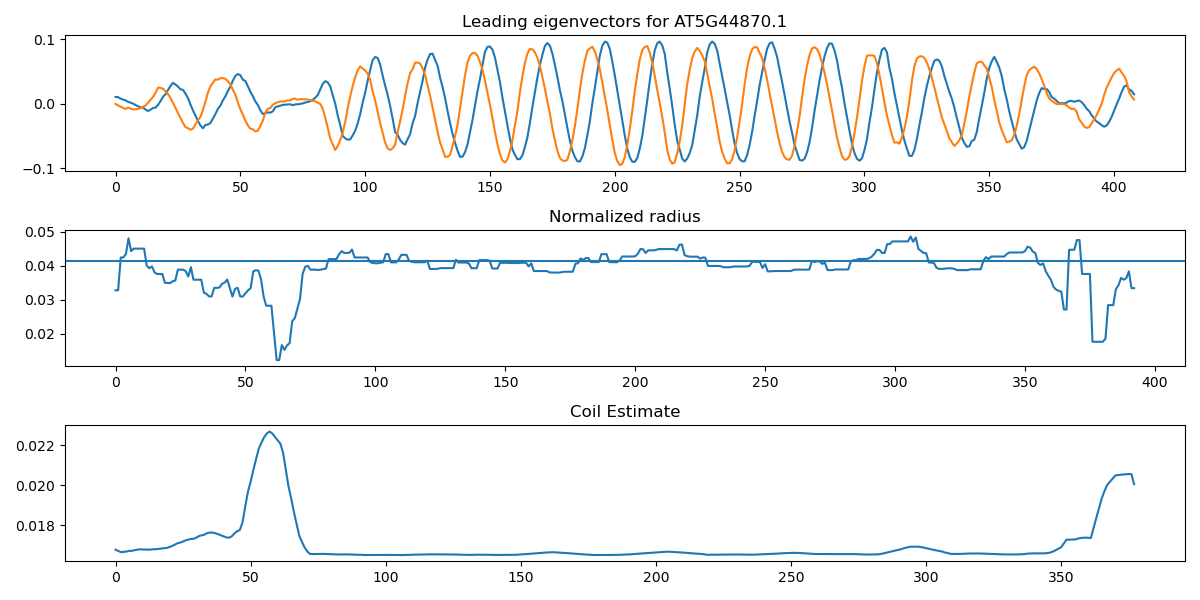 Leading eigenvectors for AT5G44870.1
0.1
0.0
−0.1
0 50 100 150 200 250 300 350 400
Normalized radius
0.05
0.04
0.03
0.02
0 50 100 150 200 250 300 350 400
Coil Estimate
0.022
0.020
0.018
0 50 100 150 200 250 300 350